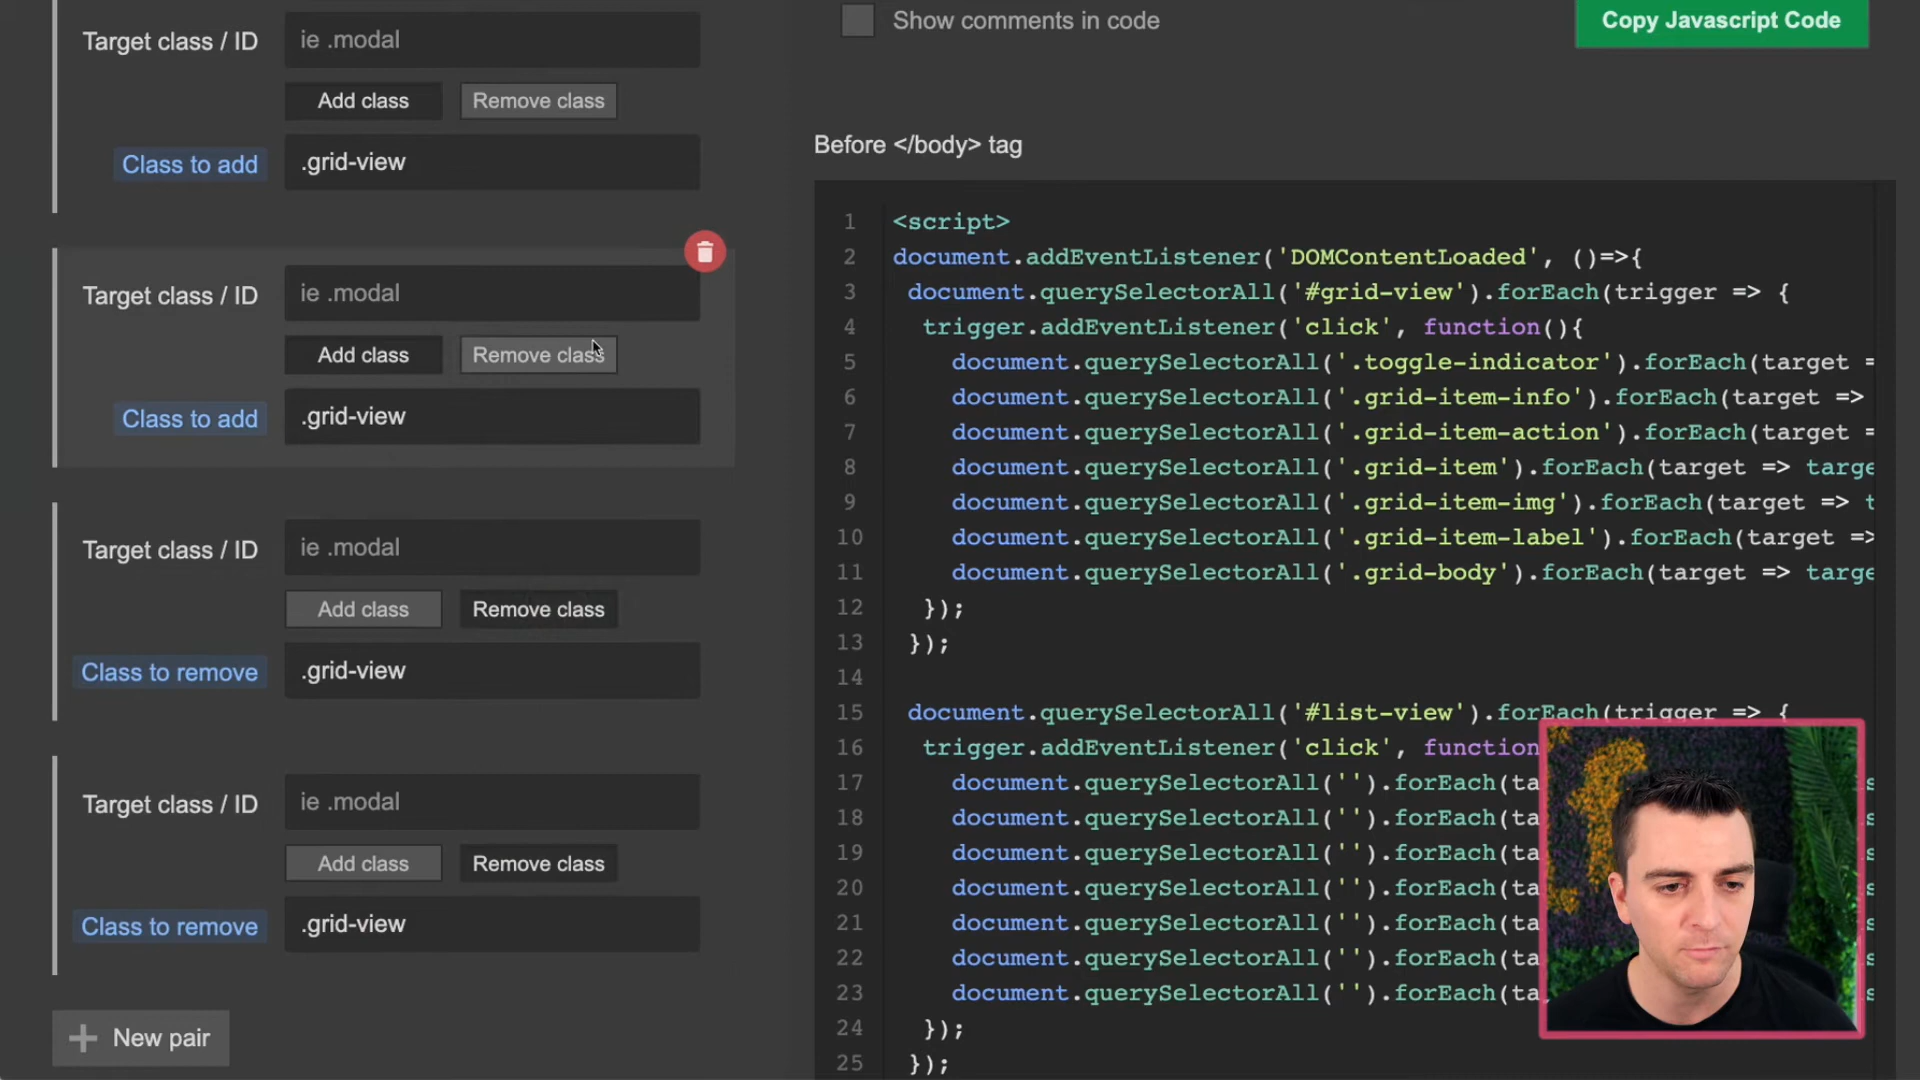 Target class / ID
ie .modal
Add class
Remove class
Class to add
.grid-view
Target class / ID
ie .modal
Add class
Remove class
Class to add
.grid-view
Target class / ID
ie .modal
Add class
Remove class
Class to remove
.grid-view
Target class / ID
ie .modal
Add class
Remove class
Class to remove
.grid-view
New pair
Show comments in code
Copy Javascript Code
Before </body> tag
1 <script>
2 document.addEventListener('DOMContentLoaded', ()=>{
3 document.querySelectorAll('#grid-view').forEach(trigger => {
4 trigger.addEventListener('click', function(){
5 document.querySelectorAll('.toggle-indicator').forEach(target =
6 document.querySelectorAll('.grid-item-info').forEach(target =>
7 document.querySelectorAll('.grid-item-action').forEach(target =
8 document.querySelectorAll('.grid-item').forEach(target => targe
9 document.querySelectorAll('.grid-item-img').forEach(target => t
10 document.querySelectorAll('.grid-item-label').forEach(target =>
11 document.querySelectorAll('.grid-body').forEach(target => targe
12 });
13 });
14
15 document.querySelectorAll('#list-view').forEach(trigger => {
16 trigger.addEventListener('click', function
17 document.querySelectorAll('').forEach(ta
18 document.querySelectorAll('').forEach(ta
19 document.querySelectorAll('').forEach(ta
20 document.querySelectorAll('').forEach(ta
21 document.querySelectorAll('').forEach(ta
22 document.querySelectorAll('').forEach(ta
23 document.querySelectorAll('').forEach(ta
24 });
25 });